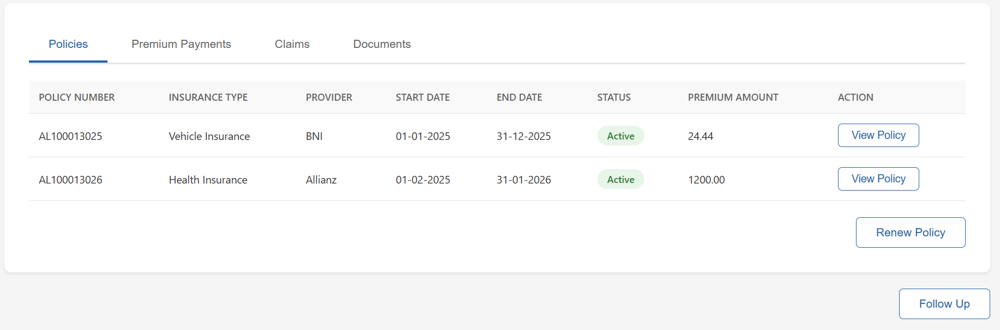 Policies Premium Payments Claims Documents
POLICY NUMBER INSURANCE TYPE PROVIDER START DATE END DATE STATUS PREMIUM AMOUNT ACTION
AL100013025 Vehicle Insurance BNI 01-01-2025 31-12-2025 Active 24.44 View Policy
AL100013026 Health Insurance Allianz 01-02-2025 31-01-2026 Active 1200.00 View Policy
Renew Policy
Follow Up